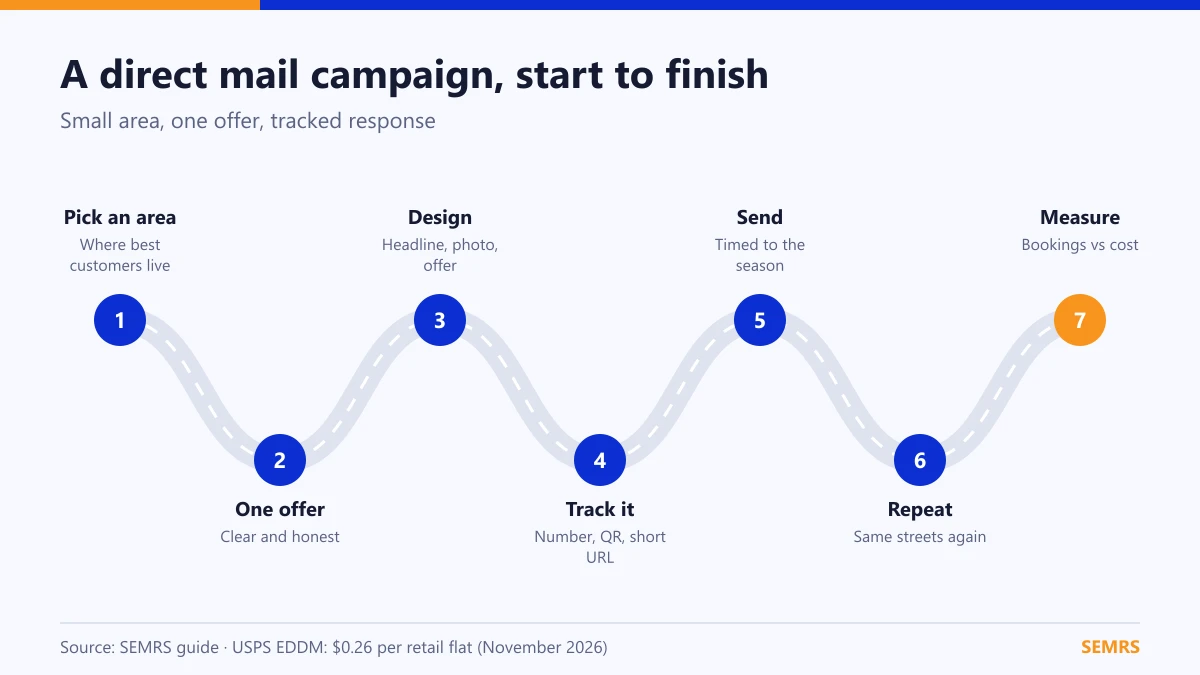 A direct mail campaign, start to finish
Small area, one offer, tracked response
Pick an area
Where best
customers live
1
2
One offer
Clear and honest
Design
Headline, photo,
offer
3
4
Track it
Number, QR, short
URL
Send
Timed to the
season
5
6
Repeat
Same streets again
Measure
Bookings vs cost
7
Source: SEMRS guide · USPS EDDM: $0.26 per retail flat (November 2026)
SEMRS